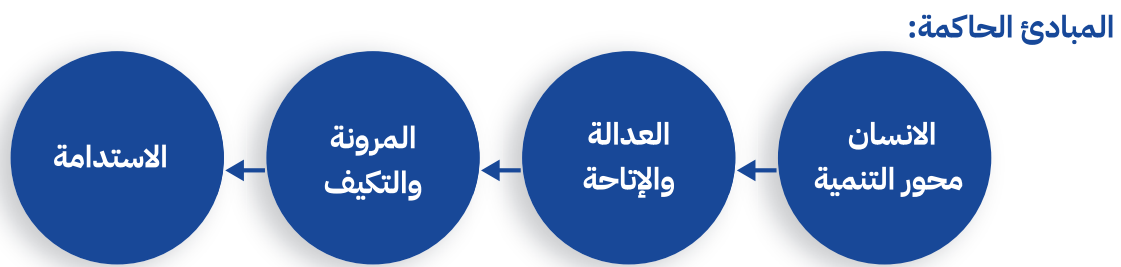 المبادئ الحاكمة:
الانسان
محور التنمية
العدالة
والإتاحة
المرونة
والتكيف
الاستدامة